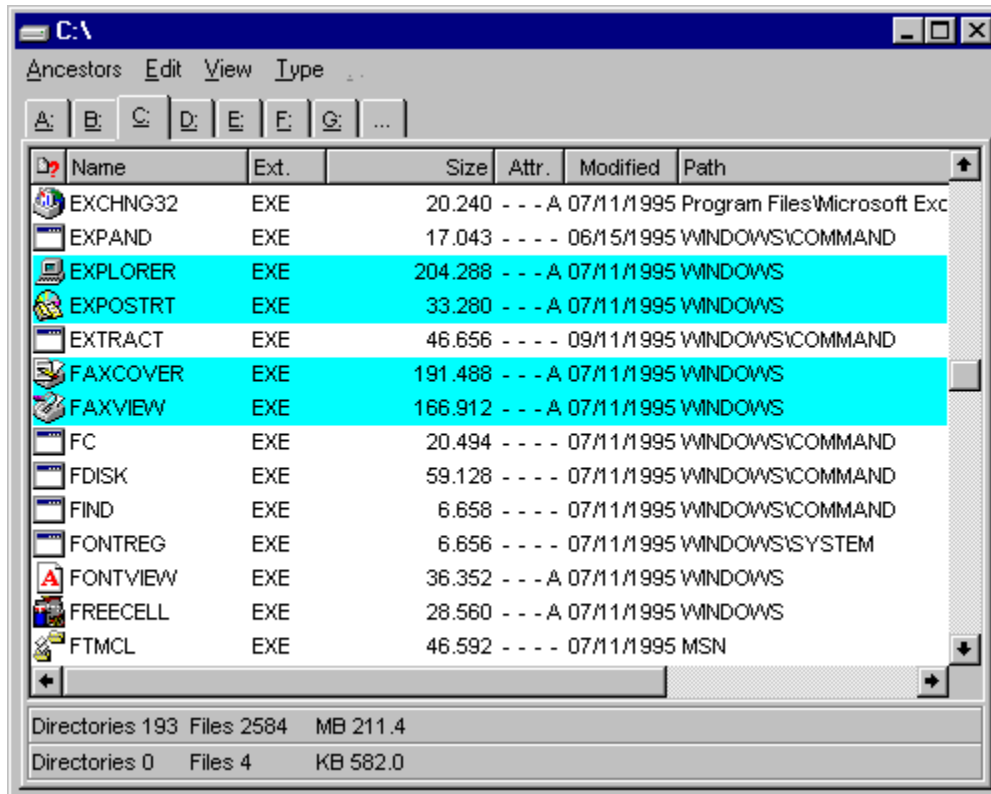 C:\
Ancestors Edit View Type ..
A: B: C: D: E: F: G: ...
Name Ext. Size Attr. Modified Path
EXCHNG32 EXE 20.240 - - - A 07/11/1995 Program Files\Microsoft Exc
EXPAND EXE 17.043 - - - - 06/15/1995 WINDOWS\COMMAND
EXPLORER EXE 204.288 - - - A 07/11/1995 WINDOWS
EXPOSTRT EXE 33.280 - - - A 07/11/1995 WINDOWS
EXTRACT EXE 46.656 - - - - 09/11/1995 WINDOWS\COMMAND
FAXCOVER EXE 191.488 - - - A 07/11/1995 WINDOWS
FAXVIEW EXE 166.912 - - - A 07/11/1995 WINDOWS
FC EXE 20.494 - - - - 07/11/1995 WINDOWS\COMMAND
FDISK EXE 59.128 - - - - 07/11/1995 WINDOWS\COMMAND
FIND EXE 6.658 - - - - 07/11/1995 WINDOWS\COMMAND
FONTREG EXE 6.656 - - - - 07/11/1995 WINDOWS\SYSTEM
FONTVIEW EXE 36.352 - - - A 07/11/1995 WINDOWS
FREECELL EXE 28.560 - - - A 07/11/1995 WINDOWS
FTMCL EXE 46.592 - - - - 07/11/1995 MSN
Directories 193 Files 2584 MB 211.4
Directories 0 Files 4 KB 582.0